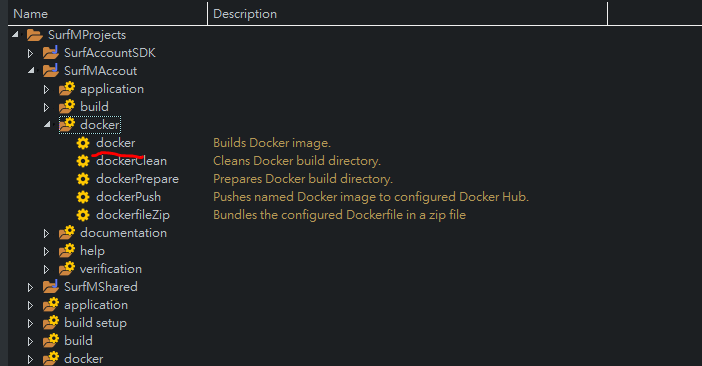 Name Description
SurfMProjects
SurfAccountSDK
SurfMAccout
application
build
docker
docker Builds Docker image.
dockerClean Cleans Docker build directory.
dockerPrepare Prepares Docker build directory.
dockerPush Pushes named Docker image to configured Docker Hub.
dockerfileZip Bundles the configured Dockerfile in a zip file
documentation
help
verification
SurfMShared
application
build setup
build
docker